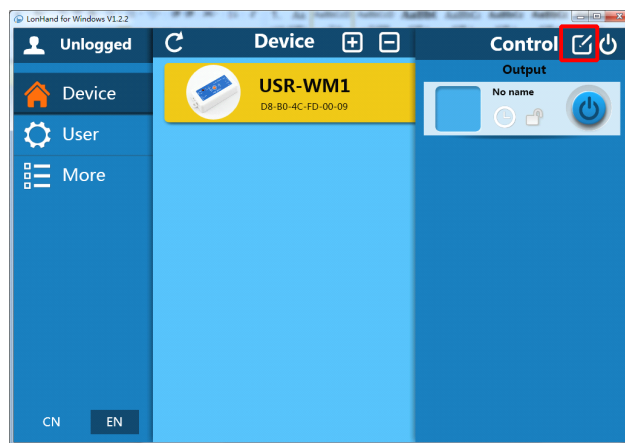 LonHand for Windows V1.2.2
Unlogged
Device
Control
Device
User
More
USR-WM1
D8-B0-4C-FD-00-09
Output
No name
CN
EN